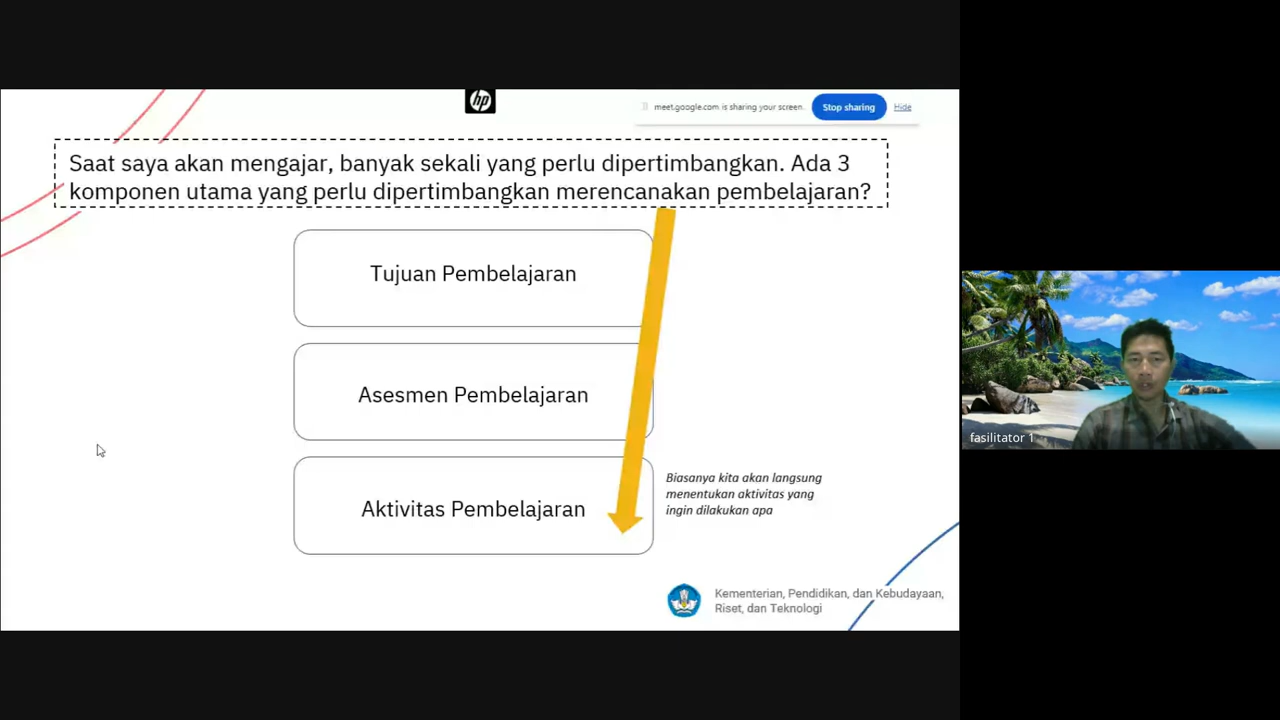 hp
meet.google.com is sharing your screen.
Stop sharing
Hide
Saat saya akan mengajar, banyak sekali yang perlu dipertimbangkan. Ada 3
komponen utama yang perlu dipertimbangkan merencanakan pembelajaran?
Tujuan Pembelajaran
Asesmen Pembelajaran
Aktivitas Pembelajaran
Biasanya kita akan langsung
menentukan aktivitas yang
ingin dilakukan apa
Kementerian, Pendidikan, dan Kebudayaan,
Riset, dan Teknologi
fasilitator 1